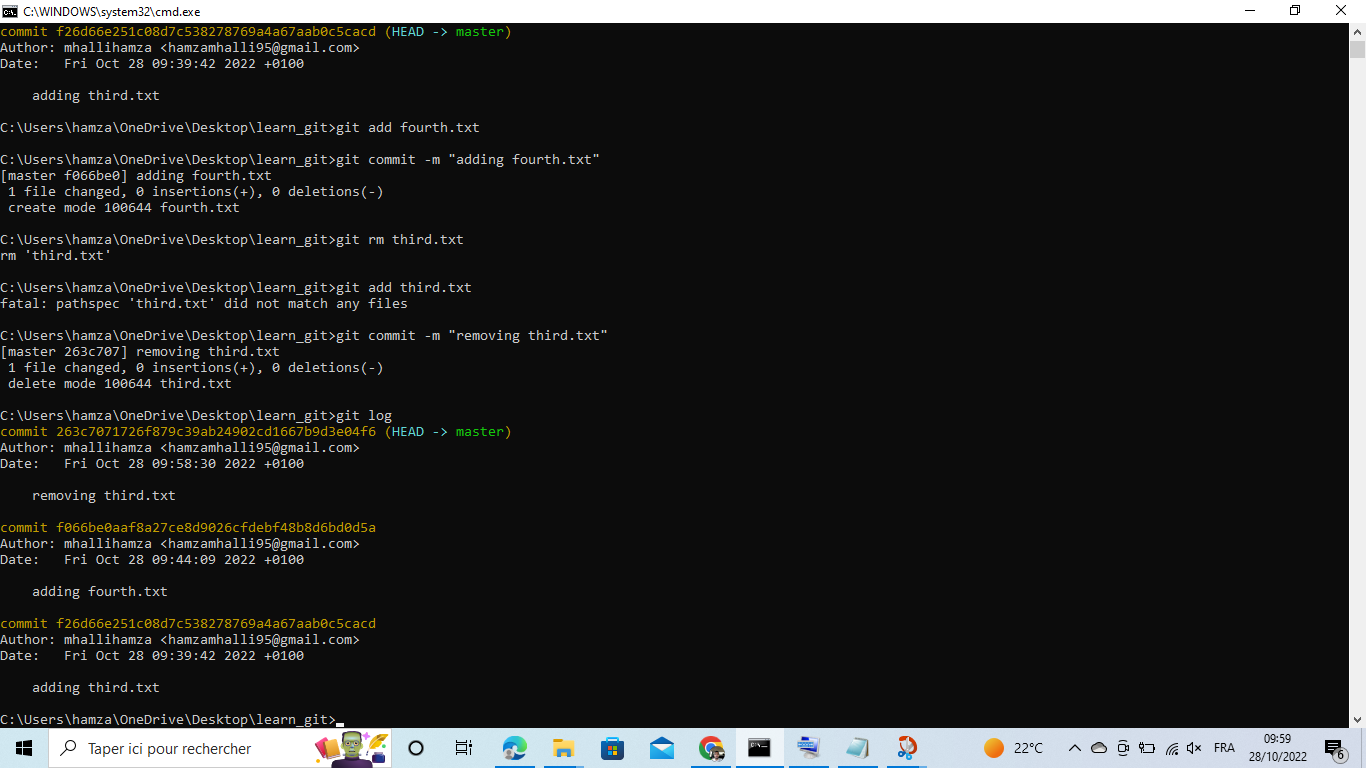 C:\WINDOWS\system32\cmd.exe
commit f26d66e251c08d7c538278769a4a67aab0c5cacd (HEAD -> master)
Author: mhallihamza <hamzamhalli95@gmail.com>
Date:   Fri Oct 28 09:39:42 2022 +0100
    adding third.txt
C:\Users\hamza\OneDrive\Desktop\learn_git>git add fourth.txt
C:\Users\hamza\OneDrive\Desktop\learn_git>git commit -m "adding fourth.txt"
[master f066be0] adding fourth.txt
 1 file changed, 0 insertions(+), 0 deletions(-)
 create mode 100644 fourth.txt
C:\Users\hamza\OneDrive\Desktop\learn_git>git rm third.txt
rm 'third.txt'
C:\Users\hamza\OneDrive\Desktop\learn_git>git add third.txt
fatal: pathspec 'third.txt' did not match any files
C:\Users\hamza\OneDrive\Desktop\learn_git>git commit -m "removing third.txt"
[master 263c707] removing third.txt
 1 file changed, 0 insertions(+), 0 deletions(-)
 delete mode 100644 third.txt
C:\Users\hamza\OneDrive\Desktop\learn_git>git log
commit 263c7071726f879c39ab24902cd1667b9d3e04f6 (HEAD -> master)
Author: mhallihamza <hamzamhalli95@gmail.com>
Date:   Fri Oct 28 09:58:30 2022 +0100
    removing third.txt
commit f066be0aaf8a27ce8d9026cfdebf48b8d6bd0d5a
Author: mhallihamza <hamzamhalli95@gmail.com>
Date:   Fri Oct 28 09:44:09 2022 +0100
    adding fourth.txt
commit f26d66e251c08d7c538278769a4a67aab0c5cacd
Author: mhallihamza <hamzamhalli95@gmail.com>
Date:   Fri Oct 28 09:39:42 2022 +0100
    adding third.txt
C:\Users\hamza\OneDrive\Desktop\learn_git>
Taper ici pour rechercher
22°C
FRA
09:59
28/10/2022
6